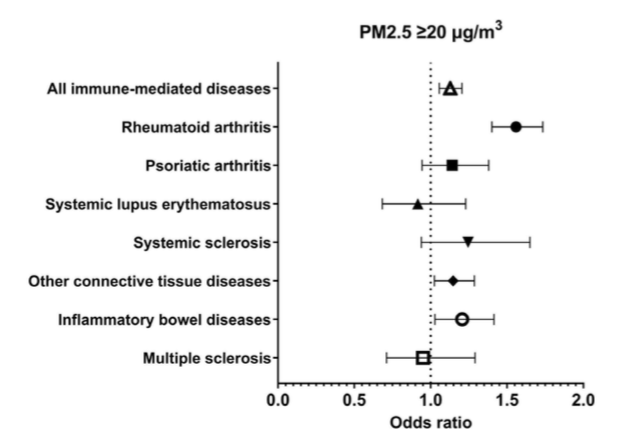 PM2.5 ≥20 µg/m³
All immune-mediated diseases
Rheumatoid arthritis
Psoriatic arthritis
Systemic lupus erythematosus
Systemic sclerosis
Other connective tissue diseases
Inflammatory bowel diseases
Multiple sclerosis
0.0 0.5 1.0 1.5 2.0
Odds ratio